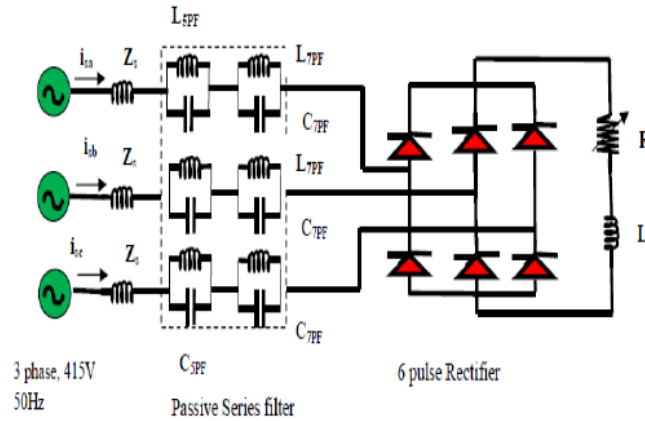 L5PF
isa Zs L7PF
C7PF
R
isb Zs L7PF
C7PF
L
isc Zs
C7PF
C5PF
3 phase, 415V
50Hz
6 pulse Rectifier
Passive Series filter